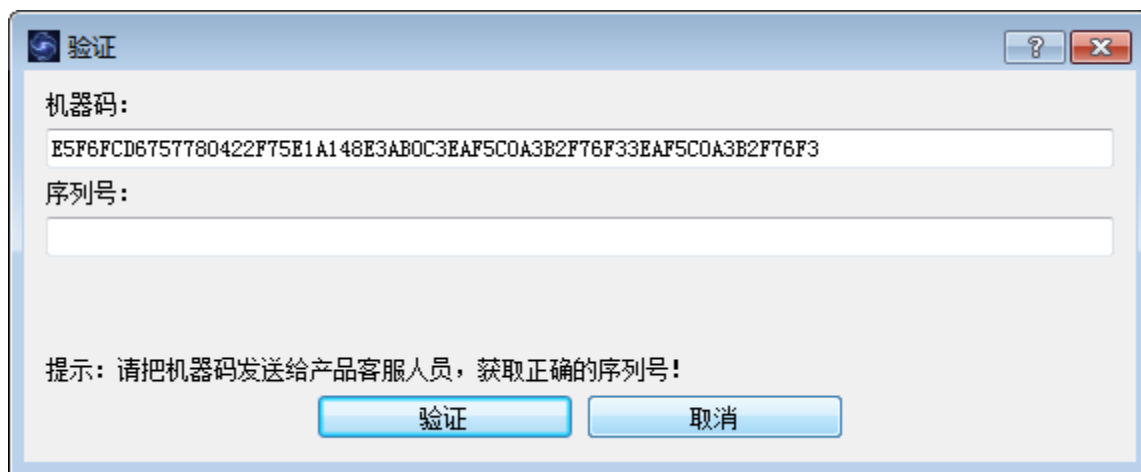 验证
机器码:
E5F6FCD6757780422F75E1A148E3AB0C3EAF5C0A3B2F76F33EAF5C0A3B2F76F3
序列号:
提示: 请把机器码发送给产品客服人员，获取正确的序列号!
验证 取消